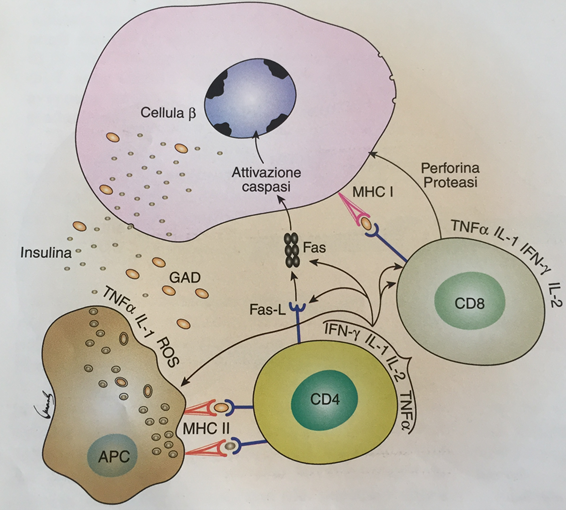 Cellula β
Attivazione
caspasi
Perforina
Proteasi
MHC I
TNFα IL-1 IFN-γ IL-2
CD8
Insulina
GAD
Fas
Fas-L
TNFα IL-1 ROS
IFN-γ IL-1 IL-2 TNFα
CD4
MHC II
APC